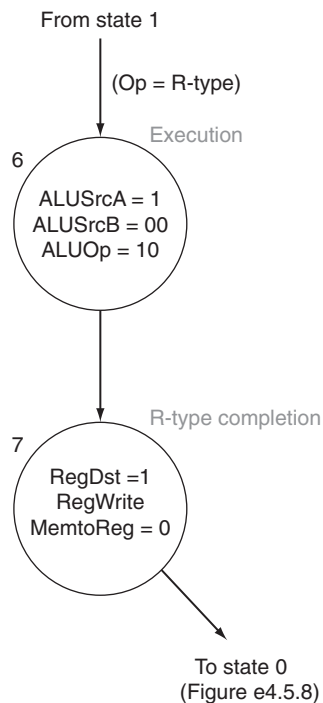 From state 1
(Op = R-type)
Execution
6
ALUSrcA = 1
ALUSrcB = 00
ALUOp = 10
R-type completion
7
RegDst =1
RegWrite
MemtoReg = 0
To state 0
(Figure e4.5.8)